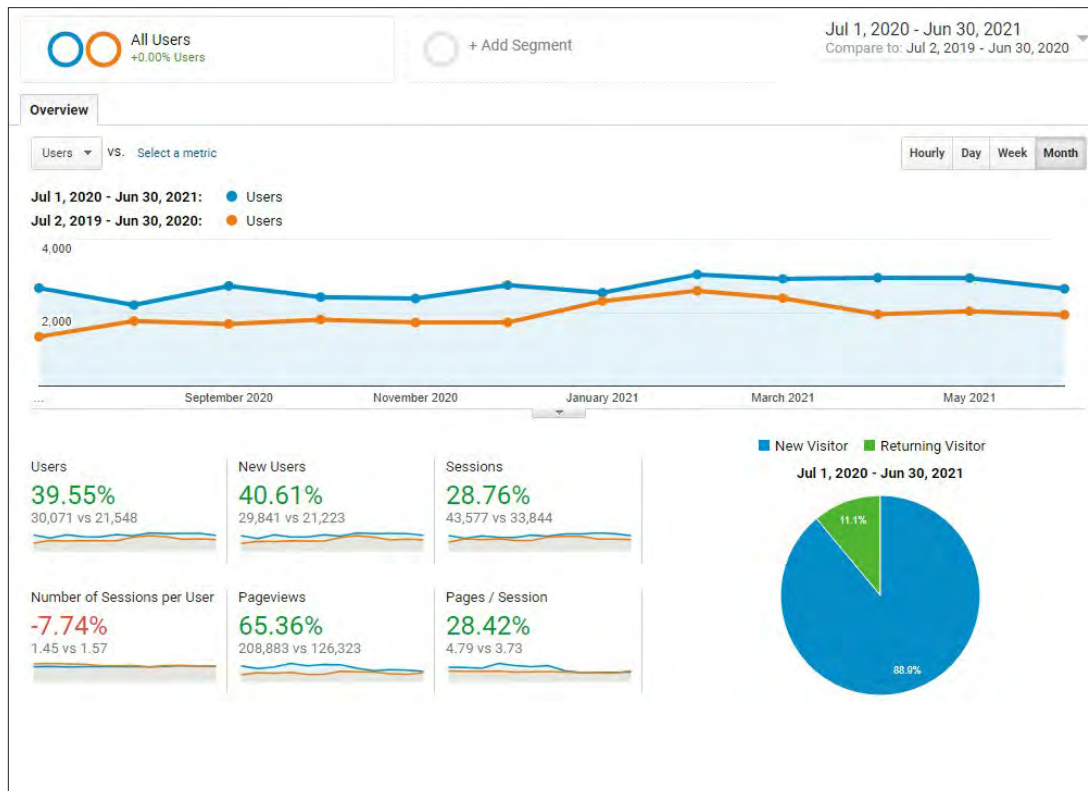 All Users
+0.00% Users
+ Add Segment
Jul 1, 2020 - Jun 30, 2021
Compare to: Jul 2, 2019 - Jun 30, 2020
Overview
Users vs. Select a metric
Hourly Day Week Month
Jul 1, 2020 - Jun 30, 2021: Users
Jul 2, 2019 - Jun 30, 2020: Users
4,000
2,000
... September 2020 November 2020 January 2021 March 2021 May 2021
Users
39.55%
30,071 vs 21,548
New Users
40.61%
29,841 vs 21,223
Sessions
28.76%
43,577 vs 33,844
Number of Sessions per User
-7.74%
1.45 vs 1.57
Pageviews
65.36%
208,883 vs 126,323
Pages / Session
28.42%
4.79 vs 3.73
New Visitor Returning Visitor
Jul 1, 2020 - Jun 30, 2021
11.1%
88.9%